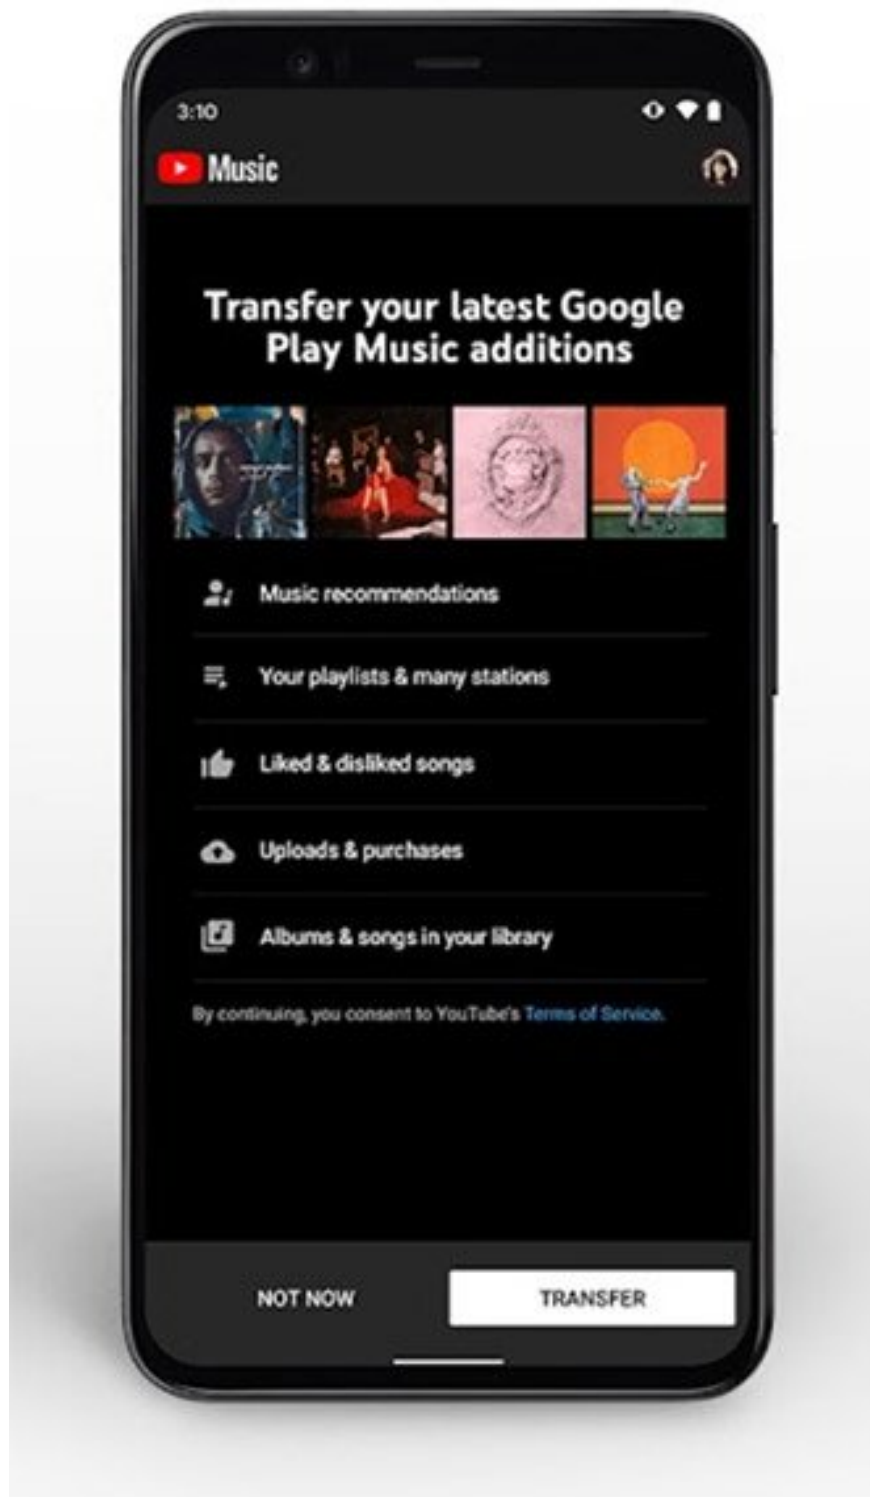 3:10
Music
Transfer your latest Google
Play Music additions
Music recommendations
Your playlists & many stations
Liked & disliked songs
Uploads & purchases
Albums & songs in your library
By continuing, you consent to YouTube's Terms of Service.
NOT NOW
TRANSFER